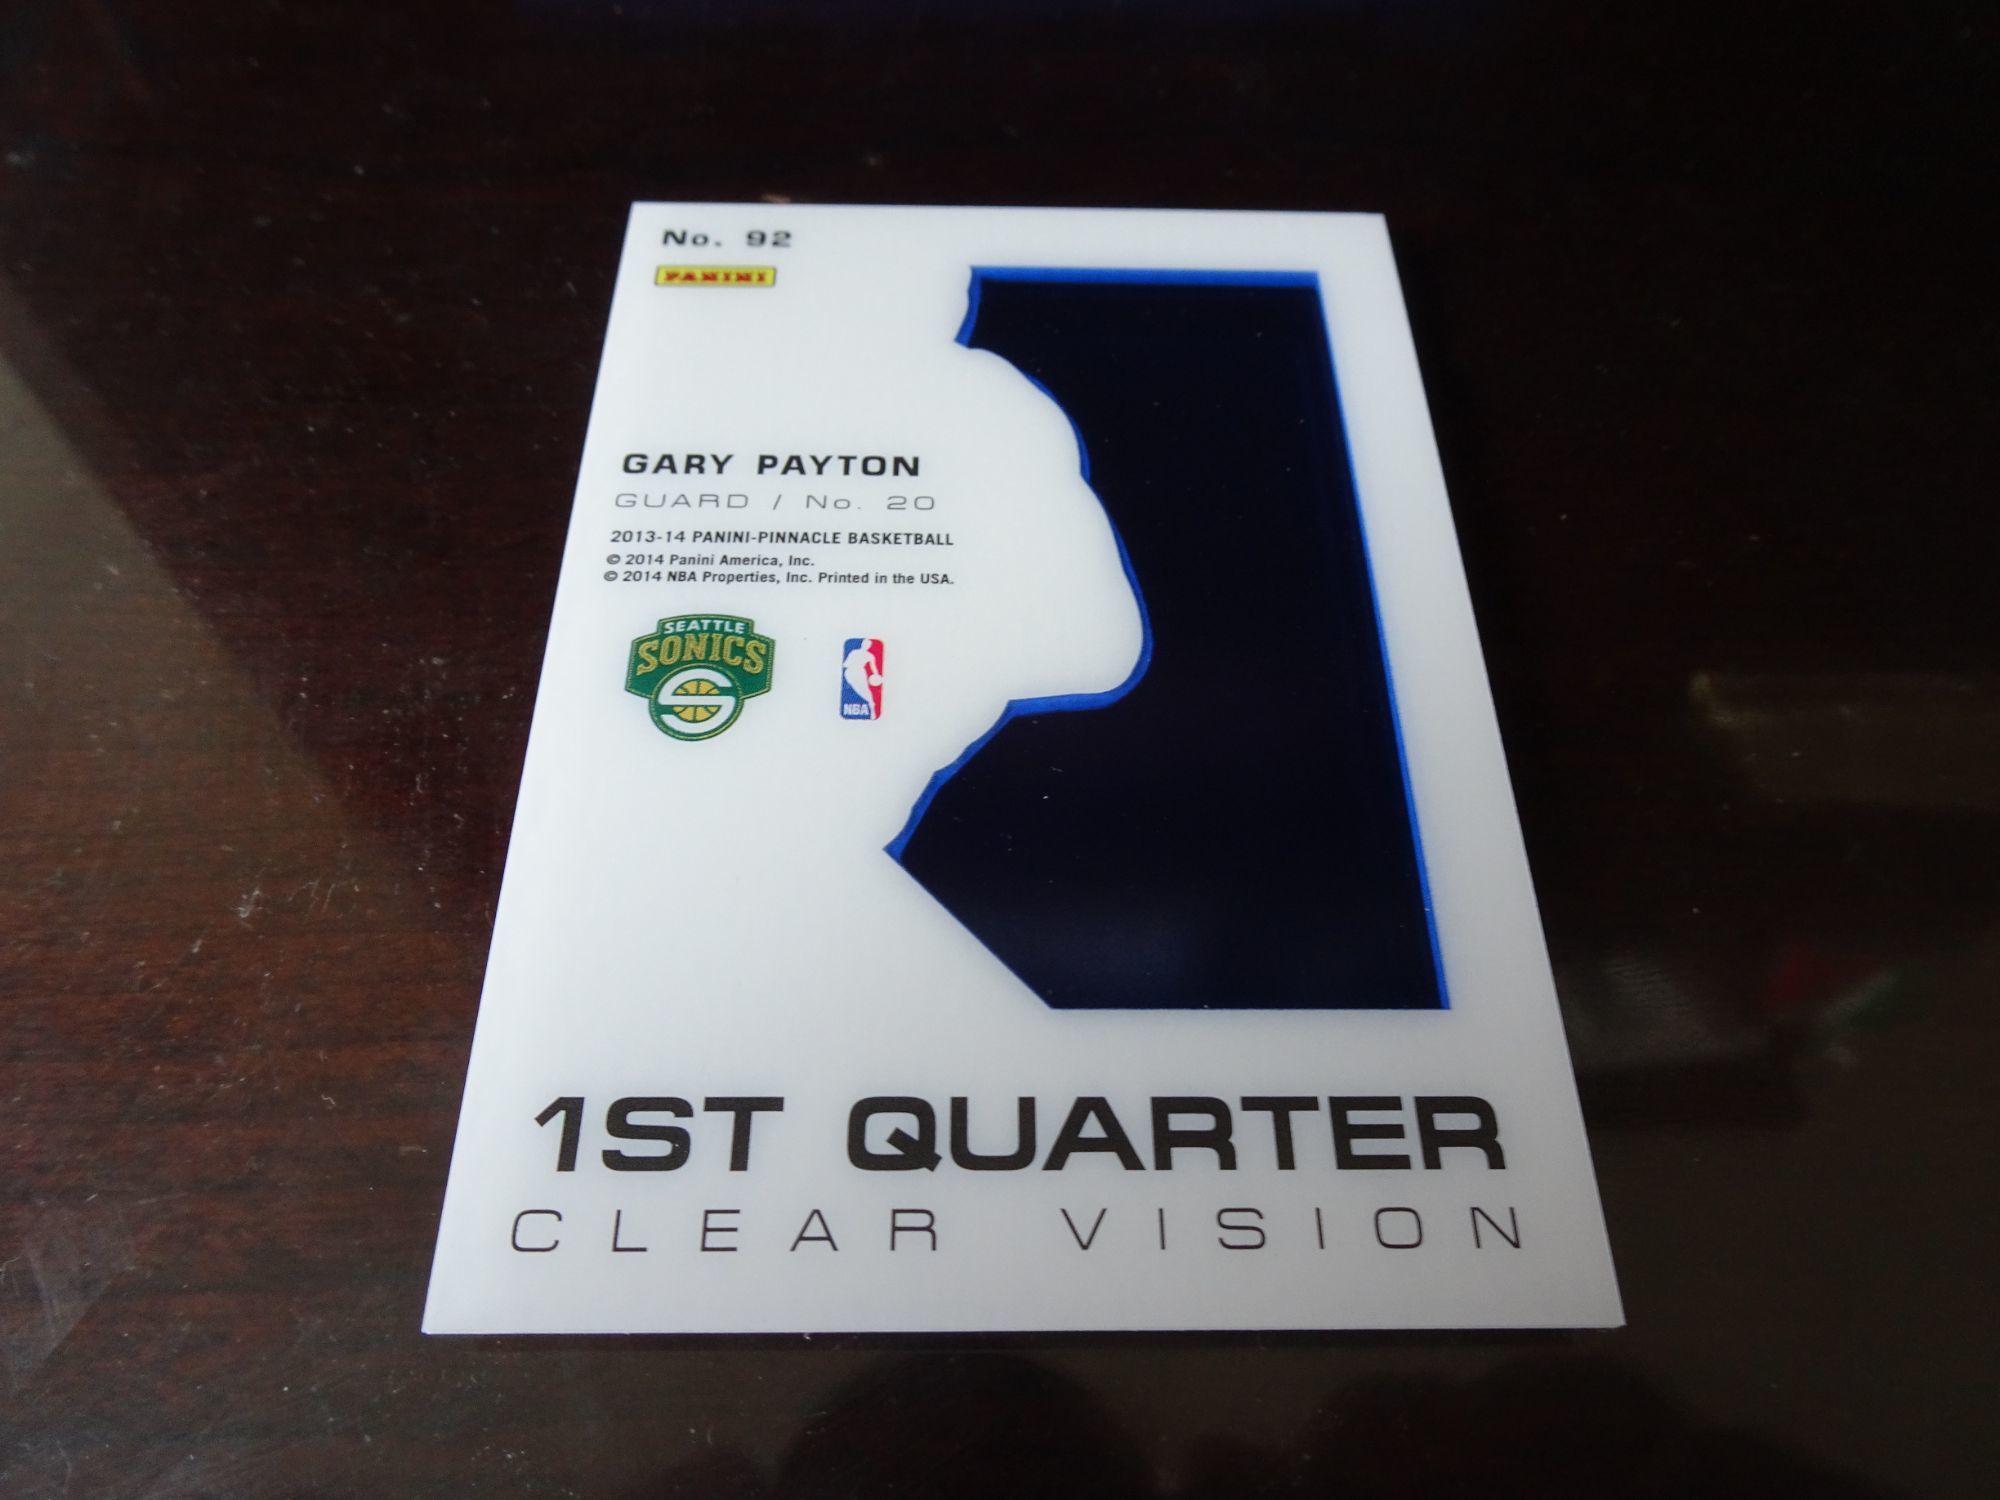 No. 92
PANINI
GARY PAYTON
GUARD / No. 20
2013-14 PANINI-PINNACLE BASKETBALL
© 2014 Panini America, Inc.
© 2014 NBA Properties, Inc. Printed in the USA.
SEATTLE
SONICS
S
NBA
1ST QUARTER
CLEAR VISION